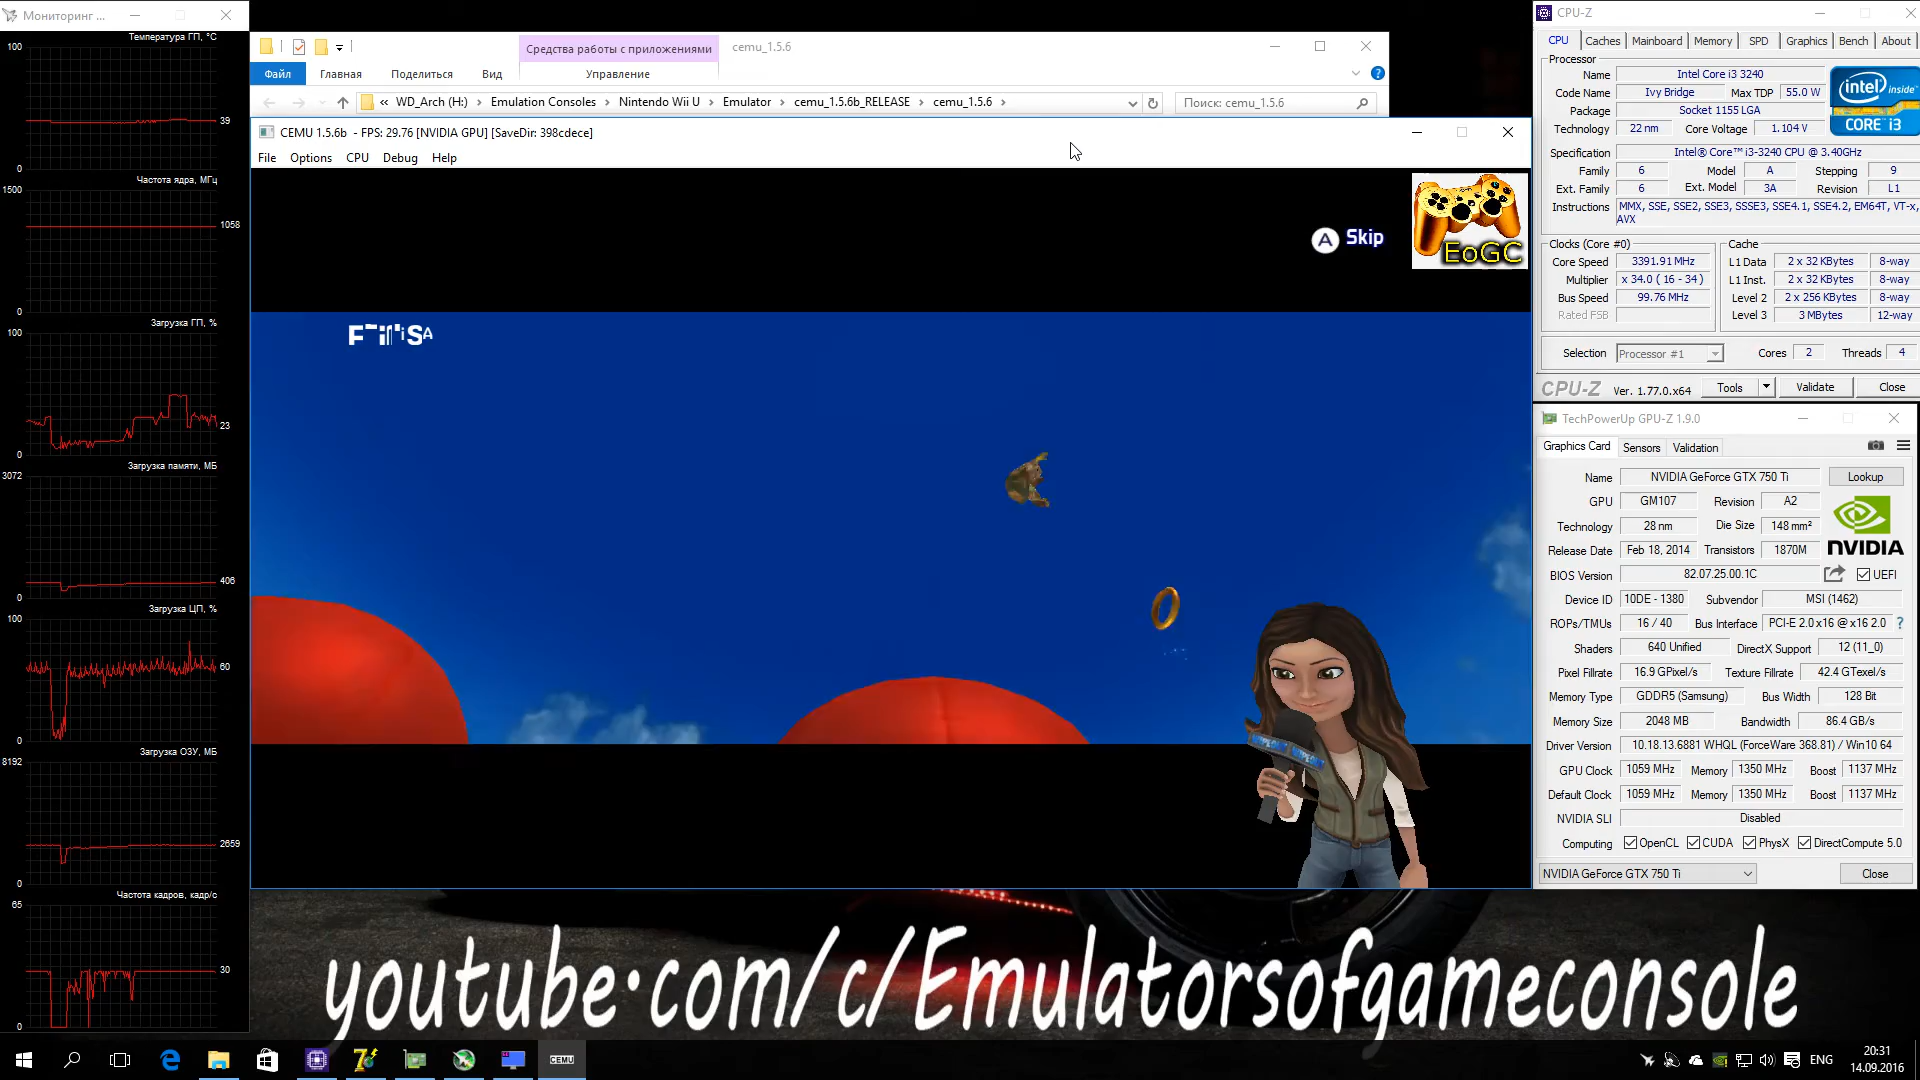 Мониторинг ...
Температура ГП, °C
100
39
0
Частота ядра, МГц
1500
1058
0
Загрузка ГП, %
100
23
0
Загрузка памяти, МБ
3072
406
0
Загрузка ЦП, %
100
60
0
Загрузка ОЗУ, МБ
8192
2659
0
Частота кадров, кадр/с
65
30
0
Средства работы с приложениями
cemu_1.5.6
Файл
Главная
Поделиться
Вид
Управление
« WD_Arch (H:) > Emulation Consoles > Nintendo Wii U > Emulator > cemu_1.5.6b_RELEASE > cemu_1.5.6 >
Поиск: cemu_1.5.6
CEMU 1.5.6b - FPS: 29.76 [NVIDIA GPU] [SaveDir: 398cdece]
File Options CPU Debug Help
A Skip
EoGC
CPU-Z
CPU Caches Mainboard Memory SPD Graphics Bench About
Processor
Name Intel Core i3 3240
Code Name Ivy Bridge Max TDP 55.0 W
Package Socket 1155 LGA
Technology 22 nm Core Voltage 1.104 V
intel inside
CORE i3
Specification Intel® Core™ i3-3240 CPU @ 3.40GHz
Family 6 Model A Stepping 9
Ext. Family 6 Ext. Model 3A Revision L1
Instructions MMX, SSE, SSE2, SSE3, SSSE3, SSE4.1, SSE4.2, EM64T, VT-x,
AVX
Clocks (Core #0)
Core Speed 3391.91 MHz
Multiplier x 34.0 ( 16 - 34 )
Bus Speed 99.76 MHz
Rated FSB
Cache
L1 Data 2 x 32 KBytes 8-way
L1 Inst. 2 x 32 KBytes 8-way
Level 2 2 x 256 KBytes 8-way
Level 3 3 MBytes 12-way
Selection Processor #1 Cores 2 Threads 4
CPU-Z Ver. 1.77.0.x64 Tools Validate Close
TechPowerUp GPU-Z 1.9.0
Graphics Card Sensors Validation
Name NVIDIA GeForce GTX 750 Ti Lookup
GPU GM107 Revision A2
Technology 28 nm Die Size 148 mm²
Release Date Feb 18, 2014 Transistors 1870M
NVIDIA
BIOS Version 82.07.25.00.1C UEFI
Device ID 10DE - 1380 Subvendor MSI (1462)
ROPs/TMUs 16 / 40 Bus Interface PCI-E 2.0 x16 @ x16 2.0 ?
Shaders 640 Unified DirectX Support 12 (11_0)
Pixel Fillrate 16.9 GPixel/s Texture Fillrate 42.4 GTexel/s
Memory Type GDDR5 (Samsung) Bus Width 128 Bit
Memory Size 2048 MB Bandwidth 86.4 GB/s
Driver Version 10.18.13.6881 WHQL (ForceWare 368.81) / Win10 64
GPU Clock 1059 MHz Memory 1350 MHz Boost 1137 MHz
Default Clock 1059 MHz Memory 1350 MHz Boost 1137 MHz
NVIDIA SLI Disabled
Computing OpenCL CUDA PhysX DirectCompute 5.0
NVIDIA GeForce GTX 750 Ti Close
youtube.com/c/Emulatorsofgameconsole
CEMU
ENG
20:31
14.09.2016